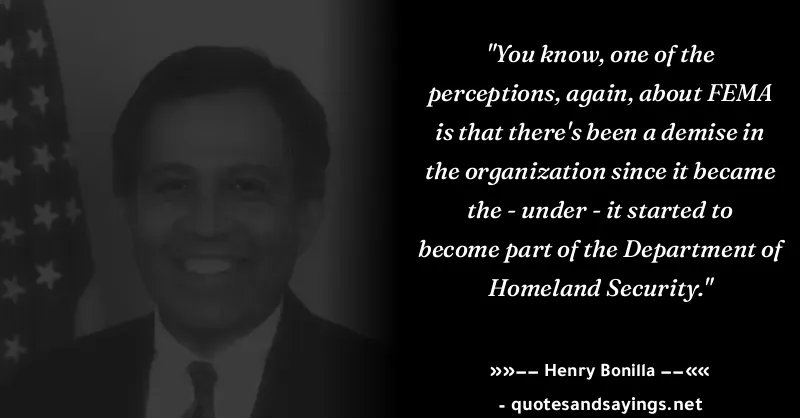 "You know, one of the
perceptions, again, about FEMA
is that there's been a demise in
the organization since it became
the - under - it started to
become part of the Department of
Homeland Security."
»»−− Henry Bonilla −−««
- quotesandsayings.net